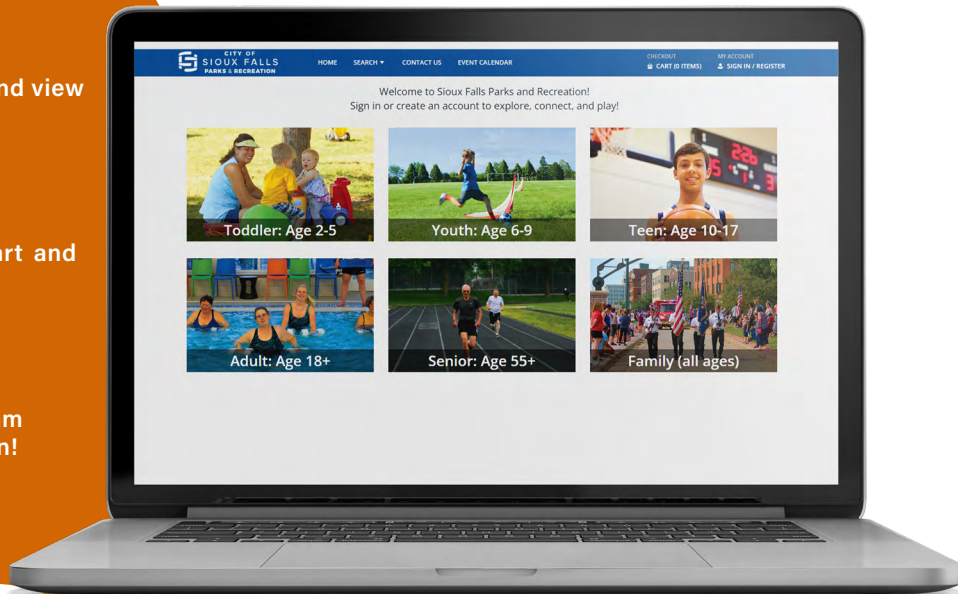 nd view
art and
m
n!
CITY OF
SIOUX FALLS
PARKS & RECREATION
HOME
SEARCH
CONTACT US
EVENT CALENDAR
CHECKOUT
CART (0 ITEMS)
MY ACCOUNT
SIGN IN / REGISTER
Welcome to Sioux Falls Parks and Recreation!
Sign in or create an account to explore, connect, and play!
Toddler: Age 2-5
Youth: Age 6-9
Teen: Age 10-17
Adult: Age 18+
Senior: Age 55+
Family (all ages)